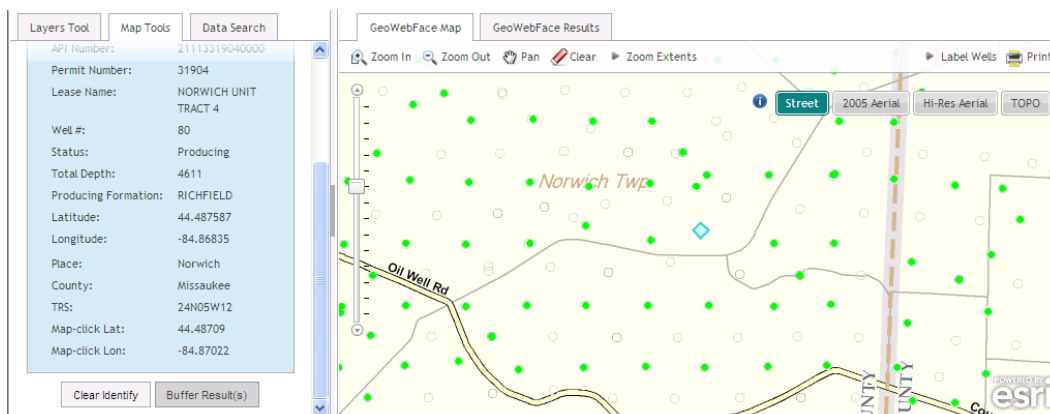 Layers Tool
Map Tools
Data Search
API Number: 21113319040000
Permit Number: 31904
Lease Name: NORWICH UNIT
TRACT 4
Well #: 80
Status: Producing
Total Depth: 4611
Producing Formation: RICHFIELD
Latitude: 44.487587
Longitude: -84.86835
Place: Norwich
County: Missaukee
TRS: 24N05W12
Map-click Lat: 44.48709
Map-click Lon: -84.87022
Clear Identify
Buffer Result(s)
GeoWebFace Map
GeoWebFace Results
Zoom In
Zoom Out
Pan
Clear
Zoom Extents
Label Wells
Print
Street
2005 Aerial
Hi-Res Aerial
TOPO
Norwich Twp
Oil Well Rd
UNTY
OUNTY
Cou
POWERED BY
esri